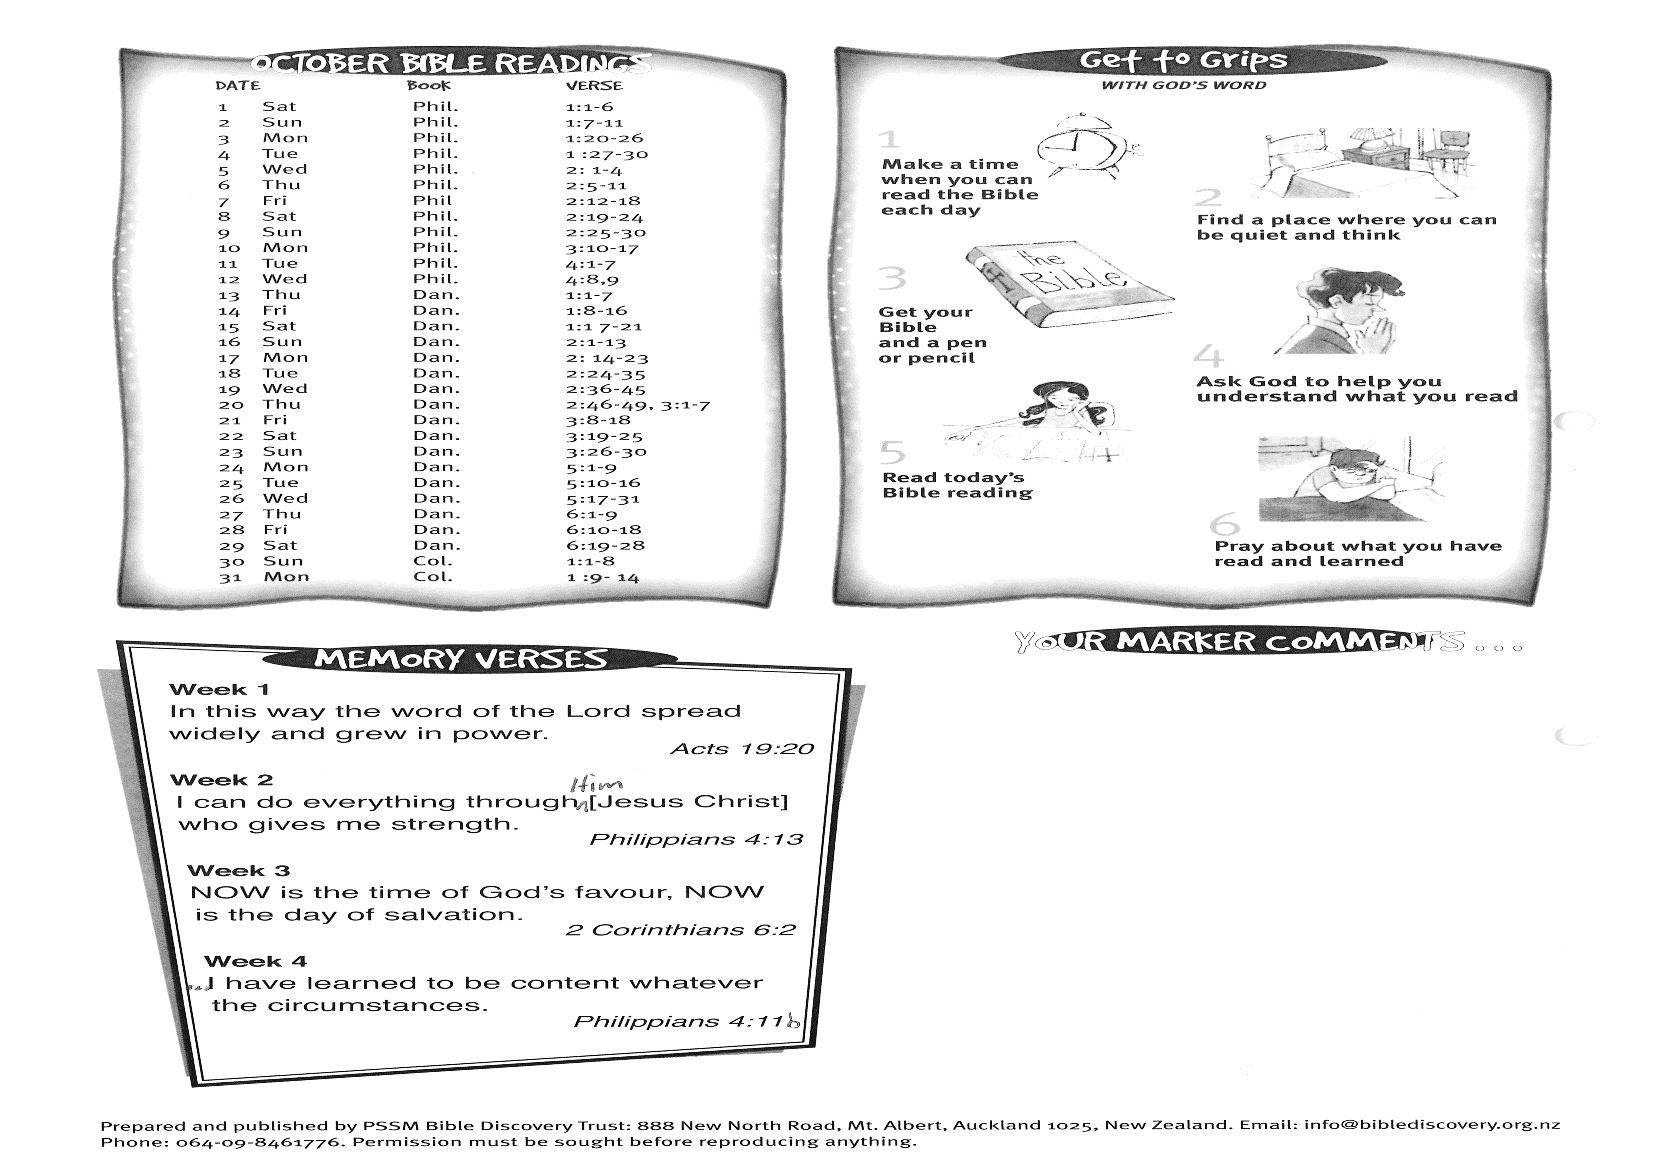 OCTOBER BIBLE READINGS
DATE BOOK VERSE
1 Sat Phil. 1:1-6
2 Sun Phil. 1:7-11
3 Mon Phil. 1:20-26
4 Tue Phil. 1 :27-30
5 Wed Phil. 2: 1-4
6 Thu Phil. 2:5-11
7 Fri Phil 2:12-18
8 Sat Phil. 2:19-24
9 Sun Phil. 2:25-30
10 Mon Phil. 3:10-17
11 Tue Phil. 4:1-7
12 Wed Phil. 4:8,9
13 Thu Dan. 1:1-7
14 Fri Dan. 1:8-16
15 Sat Dan. 1:1 7-21
16 Sun Dan. 2:1-13
17 Mon Dan. 2: 14-23
18 Tue Dan. 2:24-35
19 Wed Dan. 2:36-45
20 Thu Dan. 2:46-49, 3:1-7
21 Fri Dan. 3:8-18
22 Sat Dan. 3:19-25
23 Sun Dan. 3:26-30
24 Mon Dan. 5:1-9
25 Tue Dan. 5:10-16
26 Wed Dan. 5:17-31
27 Thu Dan. 6:1-9
28 Fri Dan. 6:10-18
29 Sat Dan. 6:19-28
30 Sun Col. 1:1-8
31 Mon Col. 1 :9- 14
Get to Grips
WITH GOD'S WORD
1
Make a time
when you can
read the Bible
each day
2
Find a place where you can
be quiet and think
the
Bible
3
Get your
Bible
and a pen
or pencil
4
Ask God to help you
understand what you read
5
Read today's
Bible reading
6
Pray about what you have
read and learned
MEMORY VERSES
Week 1
In this way the word of the Lord spread
widely and grew in power.
Acts 19:20
Week 2
Him
I can do everything through [Jesus Christ]
who gives me strength.
Philippians 4:13
Week 3
NOW is the time of God's favour, NOW
is the day of salvation.
2 Corinthians 6:2
Week 4
...I have learned to be content whatever
the circumstances.
Philippians 4:11b
YOUR MARKER COMMENTS...
Prepared and published by PSSM Bible Discovery Trust: 888 New North Road, Mt. Albert, Auckland 1025, New Zealand. Email: info@biblediscovery.org.nz
Phone: 064-09-8461776. Permission must be sought before reproducing anything.